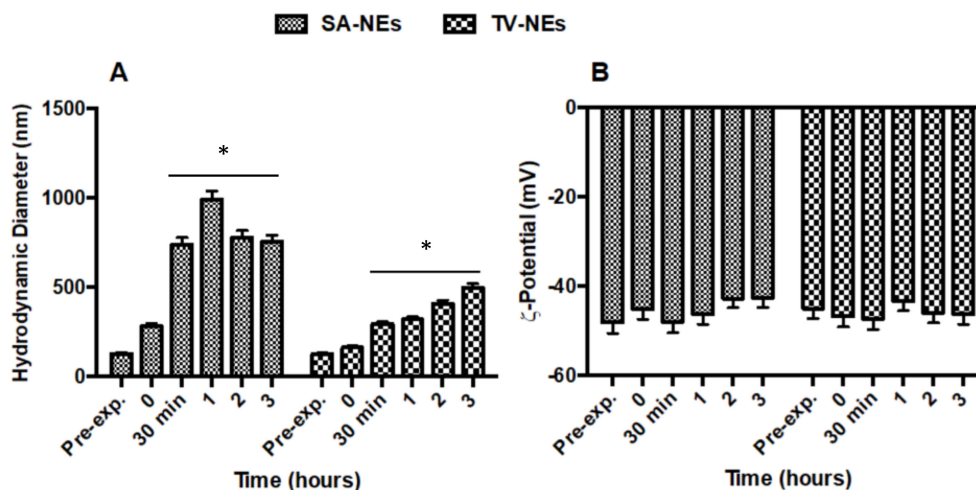 SA-NEs TV-NEs
A
Hydrodynamic Diameter (nm)
1500
1000
500
0
*
*
Pre-exp. 0 30 min 1 2 3 Pre-exp. 0 30 min 1 2 3
Time (hours)
B
ζ-Potential (mV)
0
-20
-40
-60
Pre-exp. 0 30 min 1 2 3 Pre-exp. 0 30 min 1 2 3
Time (hours)